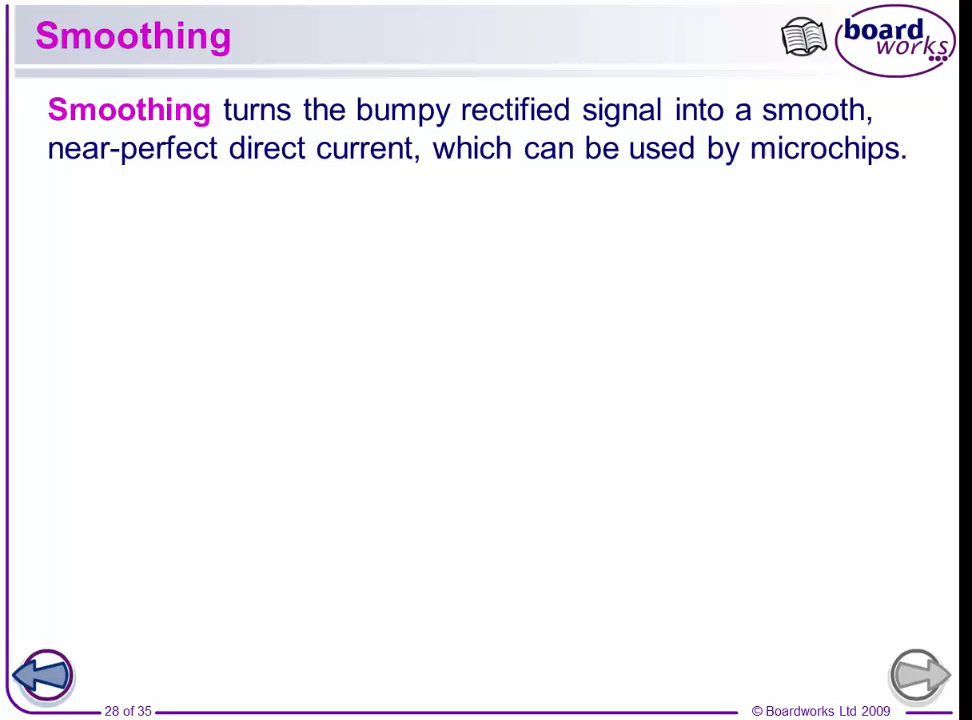 Smoothing
board
works
Smoothing turns the bumpy rectified signal into a smooth,
near-perfect direct current, which can be used by microchips.
28 of 35
© Boardworks Ltd 2009